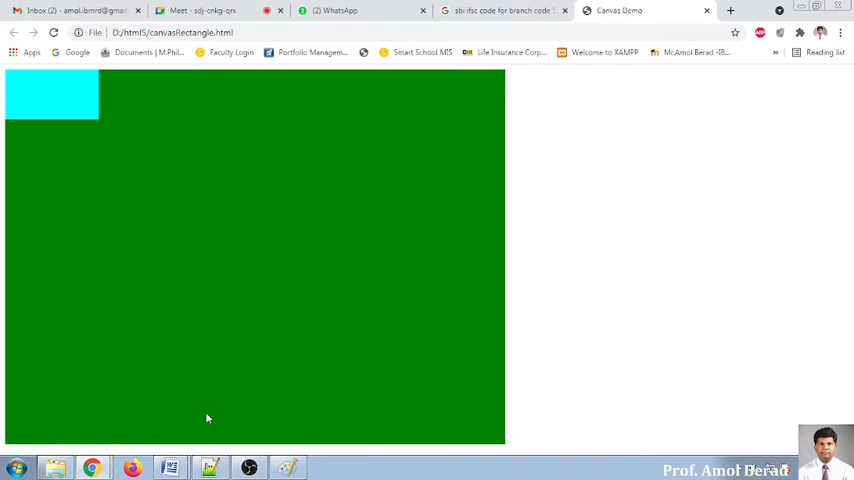 Inbox (2) - amol.ibmrd@gmai
Meet - sdj-cnkg-qrx
(2) WhatsApp
sbi ifsc code for branch code 5
Canvas Demo
File
D:/html5/canvasRectangle.html
Apps
Google
Documents (M.Phil...
Faculty Login
Portfolio Managem...
Smart School MIS
Life Insurance Corp...
Welcome to XAMPP
Mr.Amol Berad -IB...
»
Reading list
Prof. Amol Berad